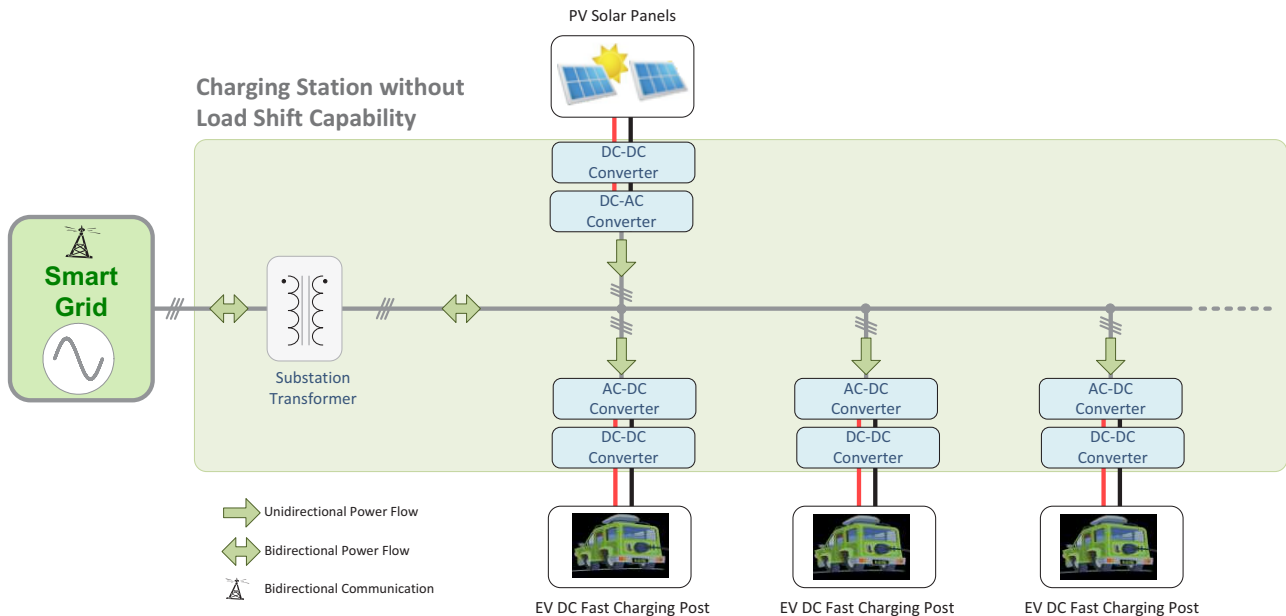 PV Solar Panels
Charging Station without
Load Shift Capability
DC-DC
Converter
DC-AC
Converter
Smart
Grid
Substation
Transformer
AC-DC
Converter
DC-DC
Converter
AC-DC
Converter
DC-DC
Converter
AC-DC
Converter
DC-DC
Converter
Unidirectional Power Flow
Bidirectional Power Flow
Bidirectional Communication
EV DC Fast Charging Post
EV DC Fast Charging Post
EV DC Fast Charging Post